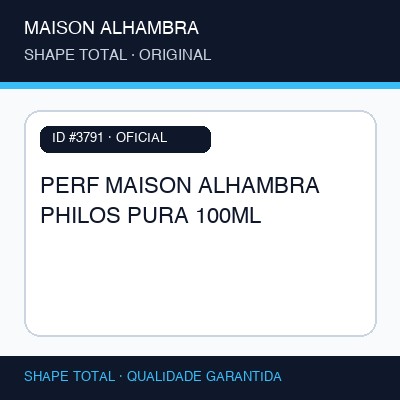 MAISON ALHAMBRA
SHAPE TOTAL · ORIGINAL
ID #3791 · OFICIAL
PERF MAISON ALHAMBRA
PHILOS PURA 100ML
SHAPE TOTAL · QUALIDADE GARANTIDA